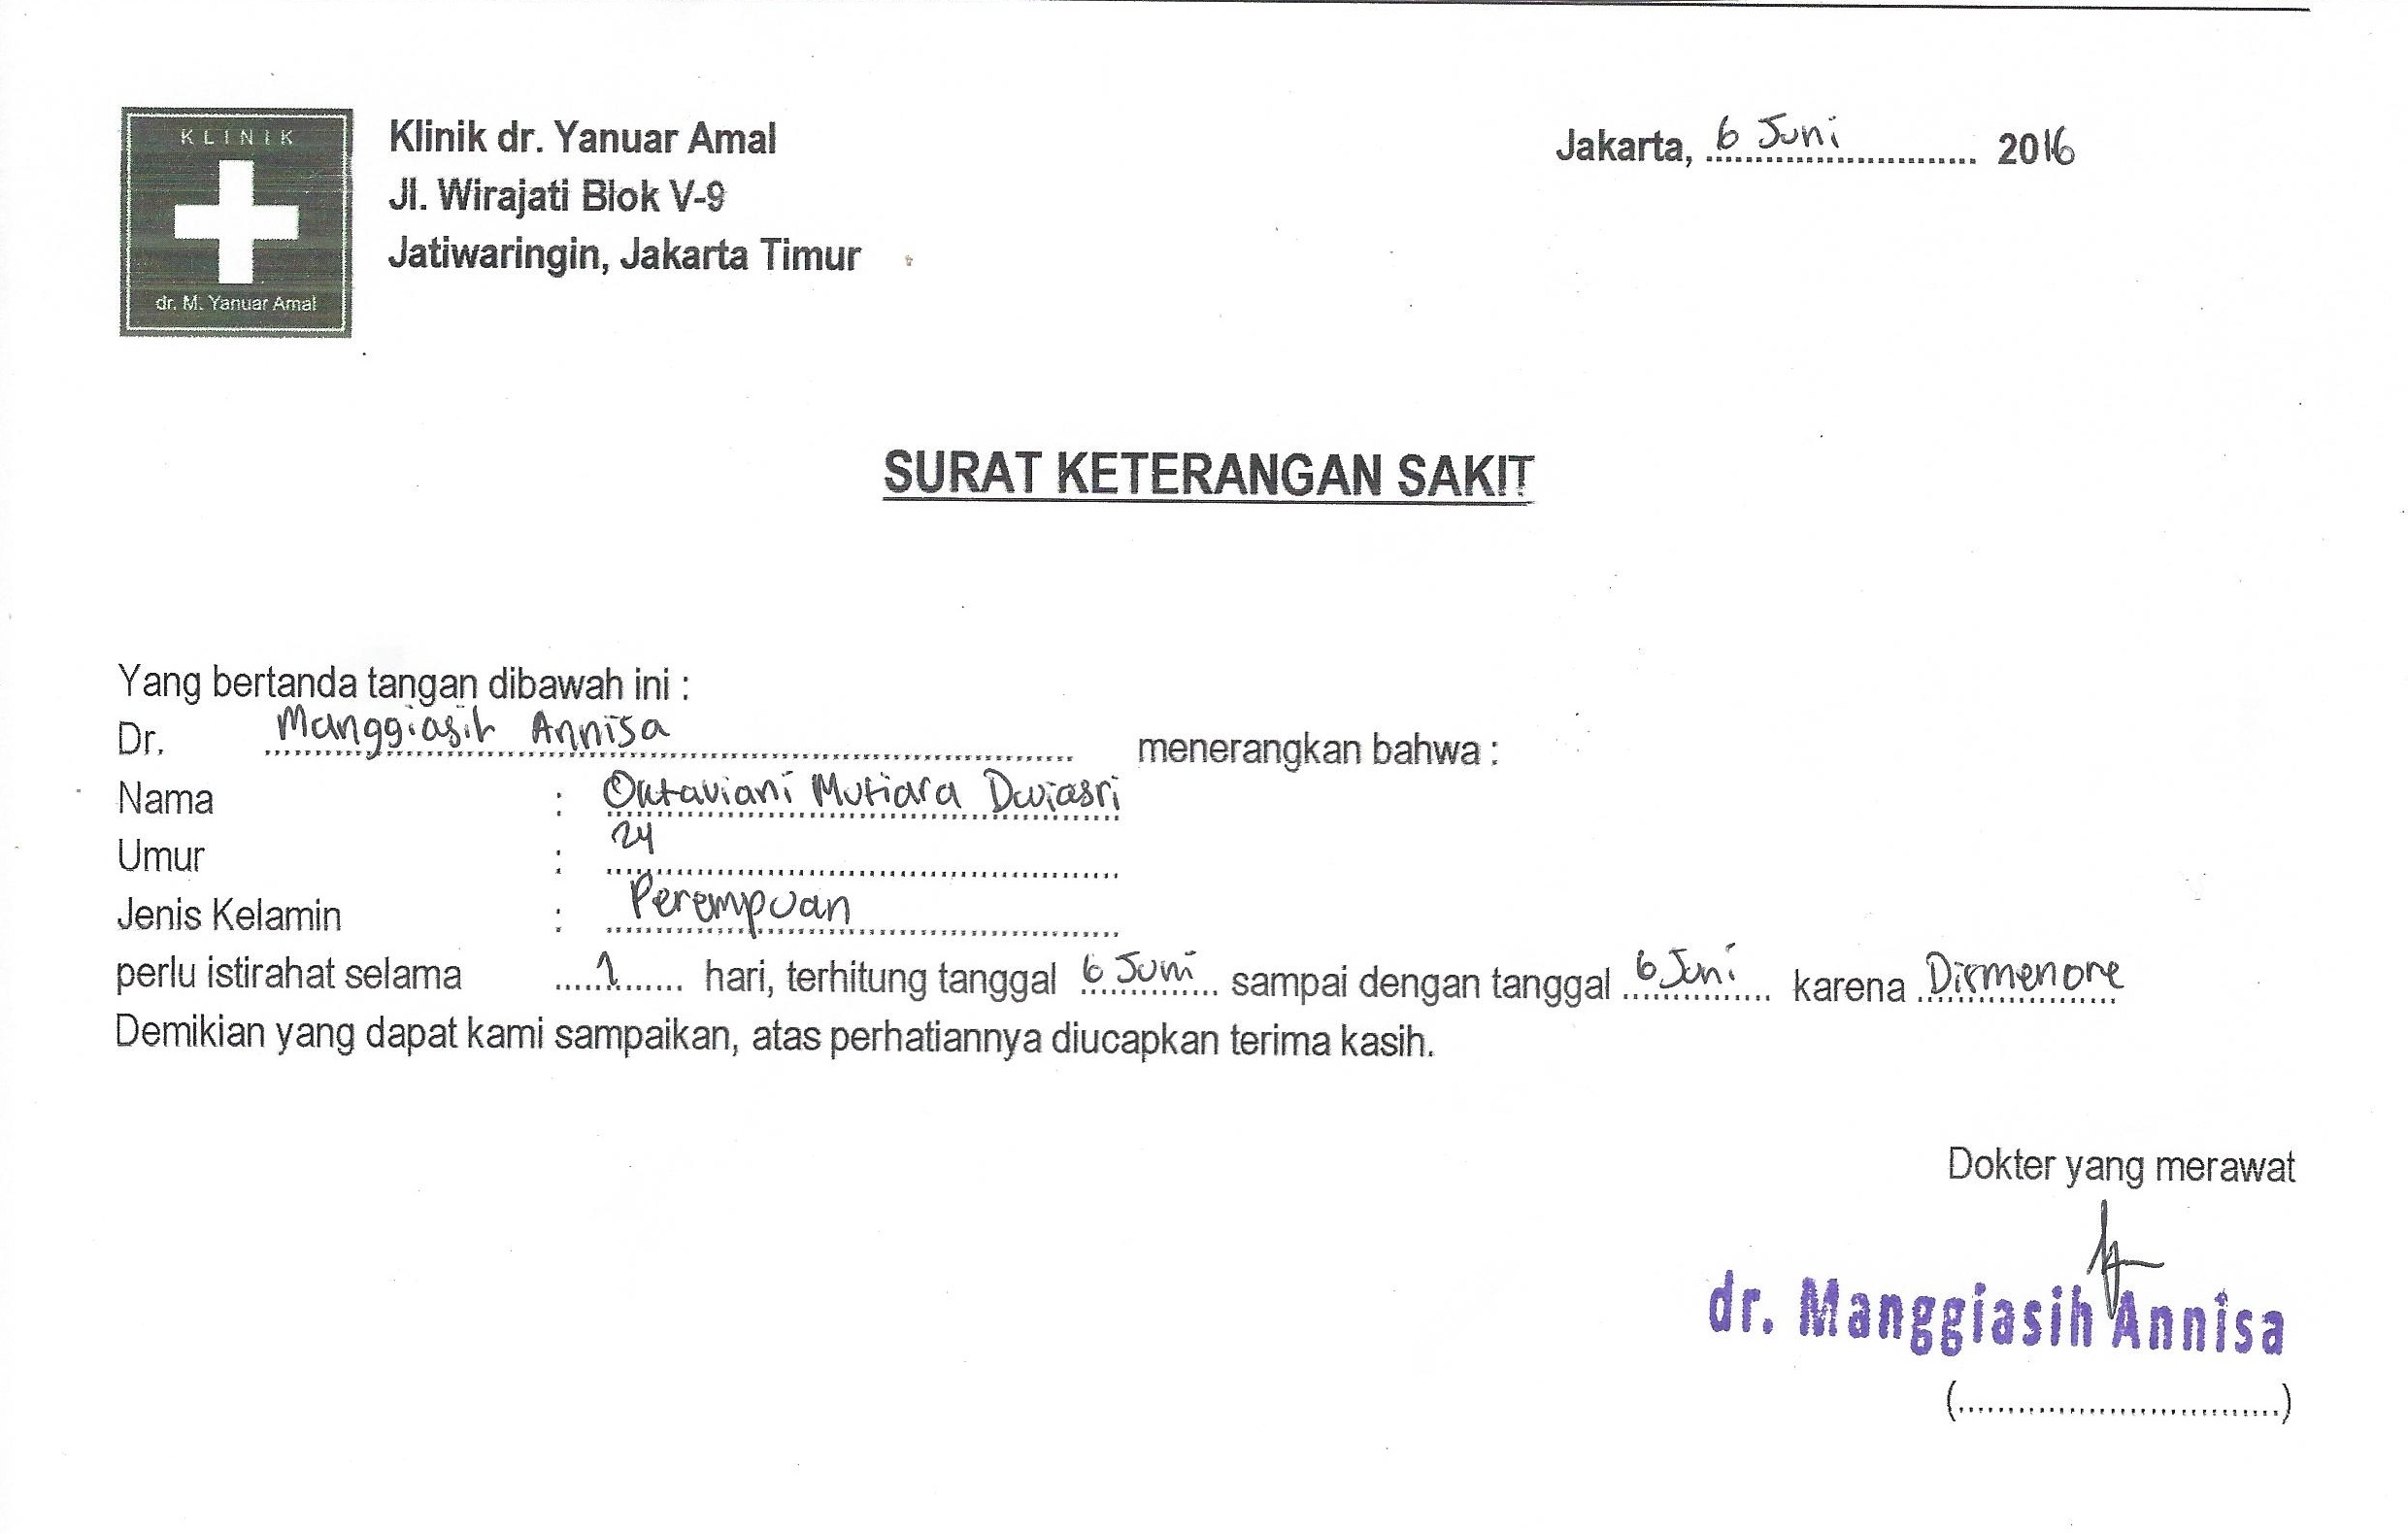 KLINIK
dr. M. Yanuar Amal
Klinik dr. Yanuar Amal
Jl. Wirajati Blok V-9
Jatiwaringin, Jakarta Timur
Jakarta, 6 Juni 2016
SURAT KETERANGAN SAKIT
Yang bertanda tangan dibawah ini :
Dr. Manggiasih Annisa menerangkan bahwa :
Nama : Oktaviani Mutiara Dwiasri
Umur : 24
Jenis Kelamin : Perempuan
perlu istirahat selama 1 hari, terhitung tanggal 6 Juni sampai dengan tanggal 6 Juni karena Dismenore
Demikian yang dapat kami sampaikan, atas perhatiannya diucapkan terima kasih.
Dokter yang merawat
dr. Manggiasih Annisa
(................................)